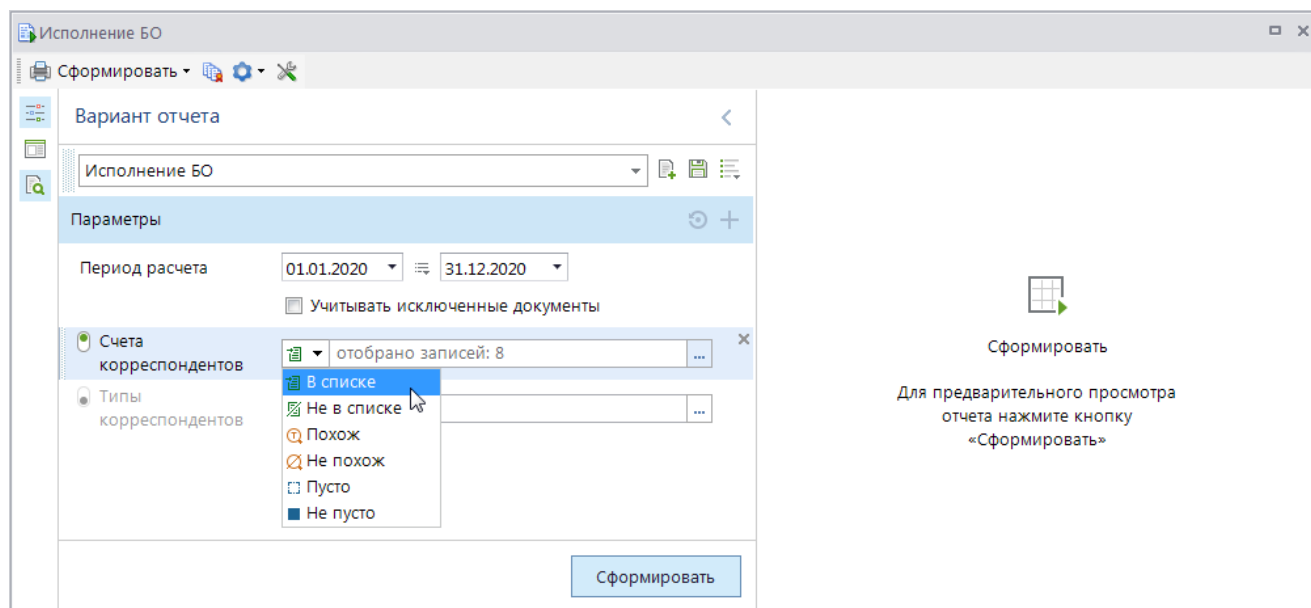 Исполнение БО
Сформировать
Вариант отчета
Исполнение БО
Параметры
Период расчета 01.01.2020 31.12.2020
Учитывать исключенные документы
Счета
корреспондентов
отобрано записей: 8
...
В списке
Не в списке
Похож
Не похож
Пусто
Не пусто
Типы
корреспондентов
...
Сформировать
Сформировать
Для предварительного просмотра
отчета нажмите кнопку
«Сформировать»